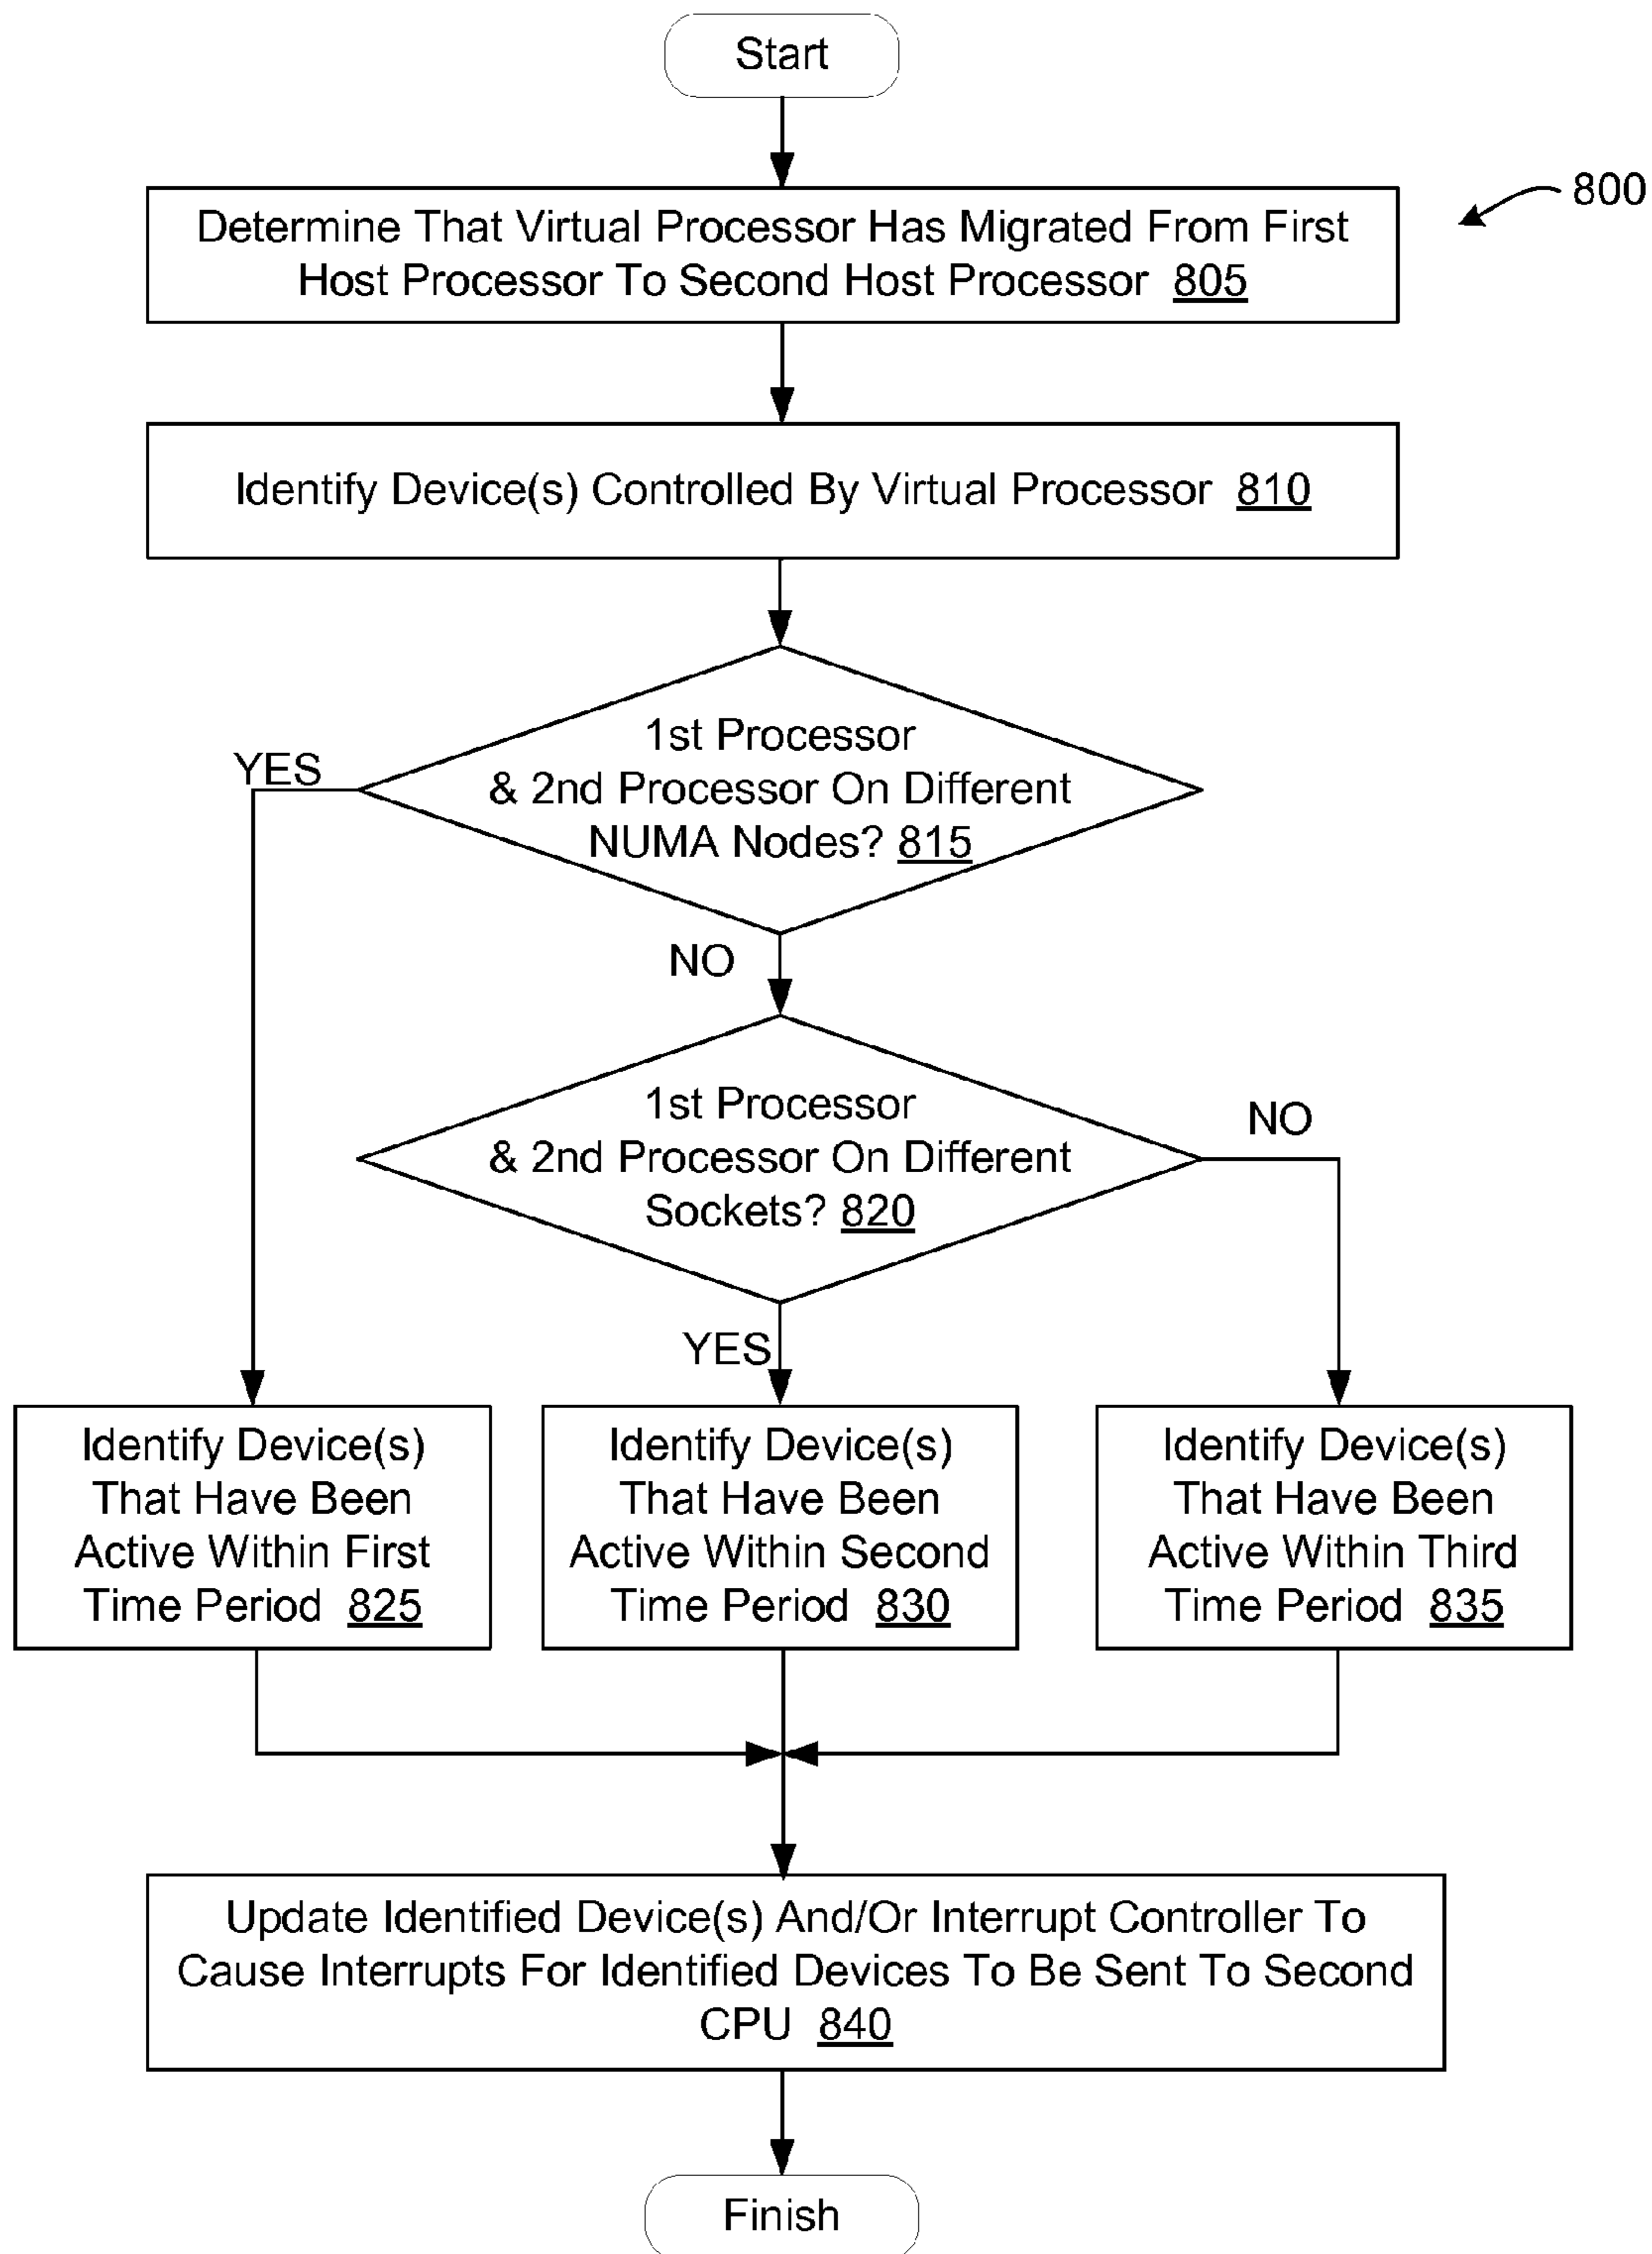 Start
800
Determine That Virtual Processor Has Migrated From First
Host Processor To Second Host Processor 805
Identify Device(s) Controlled By Virtual Processor 810
1st Processor
& 2nd Processor On Different
NUMA Nodes? 815
YES
NO
1st Processor
& 2nd Processor On Different
Sockets? 820
NO
YES
Identify Device(s)
That Have Been
Active Within First
Time Period 825
Identify Device(s)
That Have Been
Active Within Second
Time Period 830
Identify Device(s)
That Have Been
Active Within Third
Time Period 835
Update Identified Device(s) And/Or Interrupt Controller To
Cause Interrupts For Identified Devices To Be Sent To Second
CPU 840
Finish